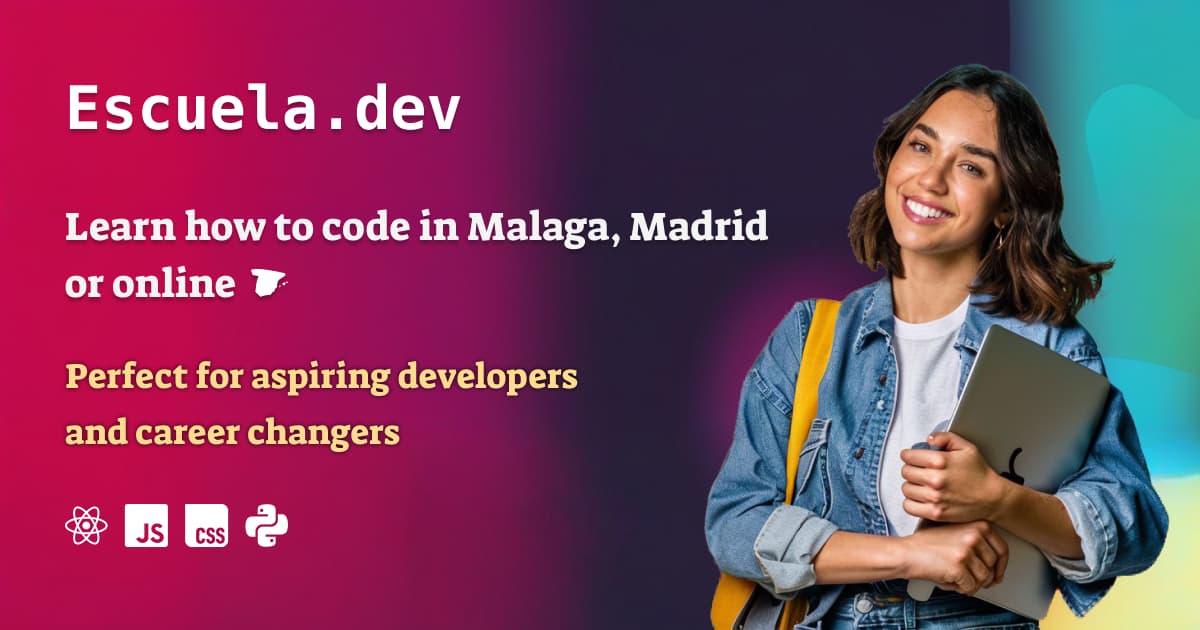 Escuela.dev
Learn how to code in Malaga, Madrid
or online
Perfect for aspiring developers
and career changers
JS
CSS